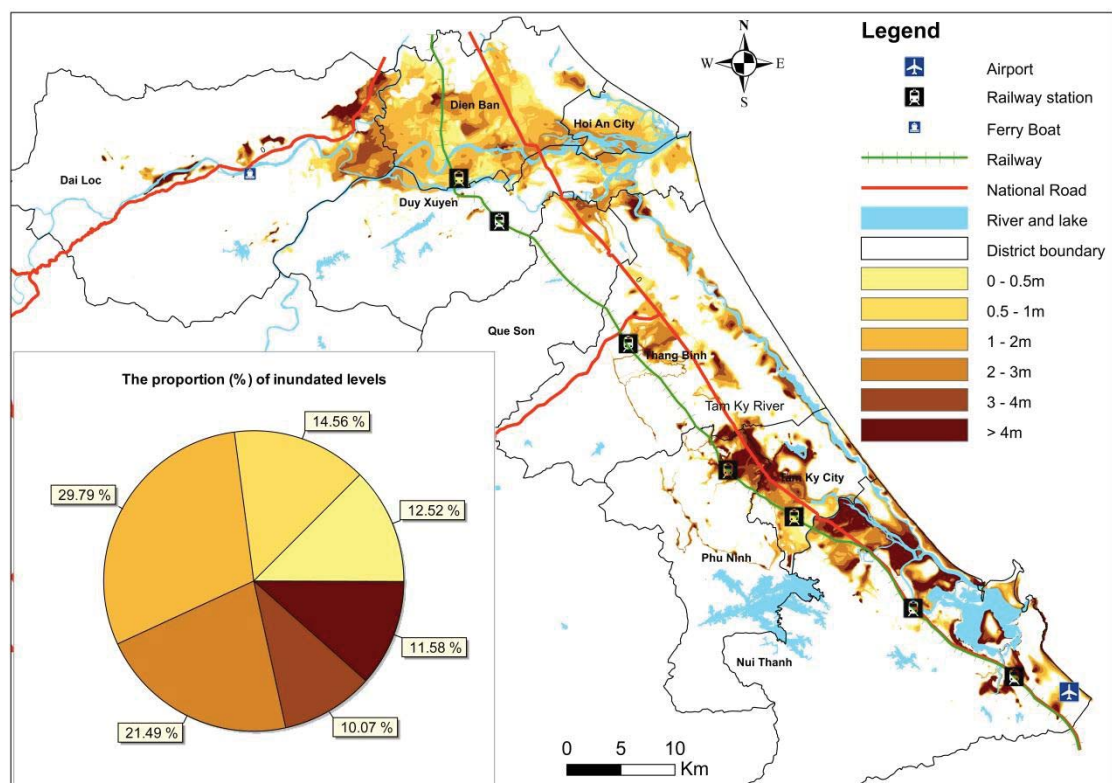 N
W
E
S
Legend
Airport
Railway station
Ferry Boat
Railway
National Road
River and lake
District boundary
0 - 0.5m
0.5 - 1m
1 - 2m
2 - 3m
3 - 4m
> 4m
Dien Ban
Hoi An City
Dai Loc
Duy Xuyen
Que Son
Thang Binh
Tam Ky River
Tam Ky City
Phu Ninh
Nui Thanh
The proportion (%) of inundated levels
14.56 %
29.79 %
12.52 %
11.58 %
21.49 %
10.07 %
0 5 10
Km